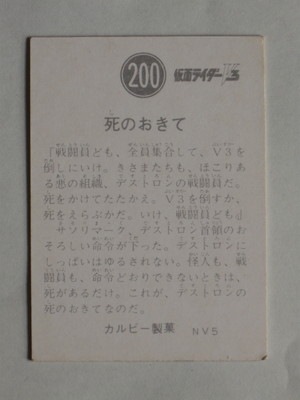 200
仮面ライダーV3
死のおきて
「戦闘員ども、全員集合して、V3を
倒しにいけ。きさまたちも、ほこりあ
る悪の組織、デストロンの戦闘員だ。
死をかけてたたかえ。V3を倒すか、
死をえらぶかだ。いけ、戦闘員ども』
サソリマーク、デストロン首領のお
そろしい命令が下った。デストロンに
しっぱいはゆるされない。怪人も、戦
闘員も、命令どおりできないときは、
死があるだけ。これが、デストロンの
死のおきてなのだ。
カルビー製菓 NV5